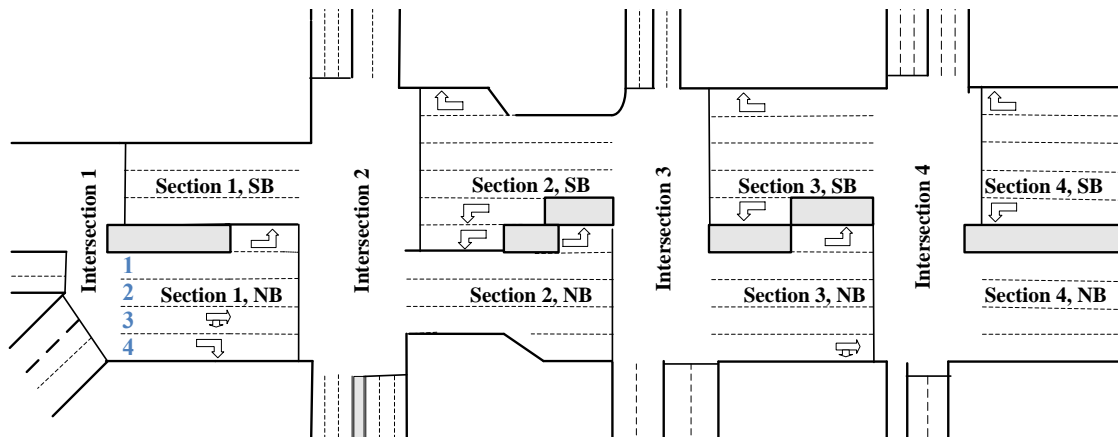 Intersection 1
Section 1, SB
Intersection 2
Section 2, SB
Intersection 3
Section 3, SB
Intersection 4
Section 4, SB
1
2
3
4
Section 1, NB
Section 2, NB
Section 3, NB
Section 4, NB